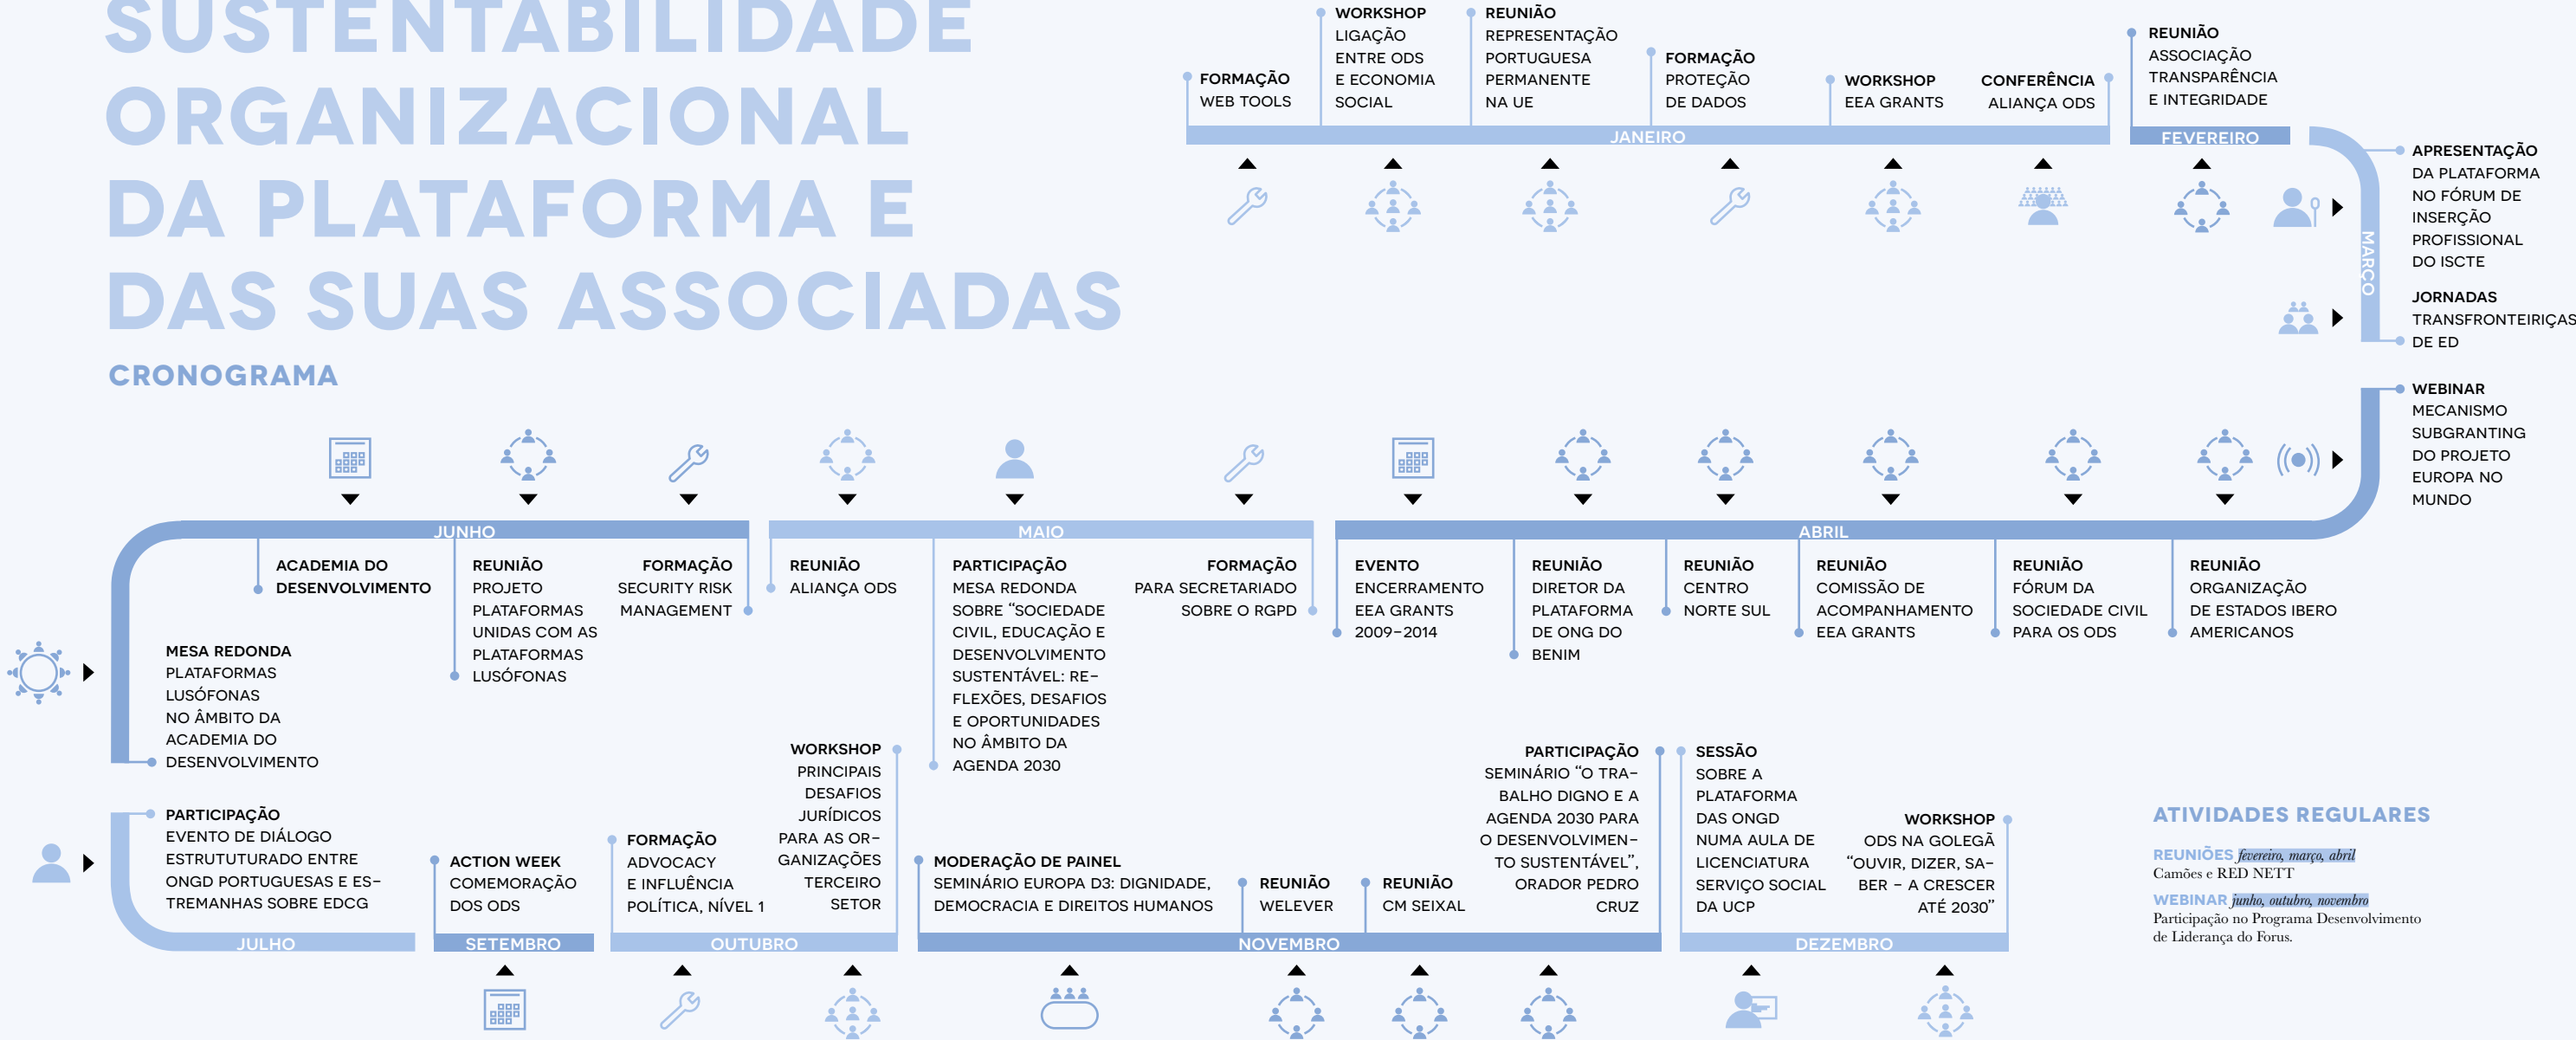 SUSTENTABILIDADE
ORGANIZACIONAL
DA PLATAFORMA E
DAS SUAS ASSOCIADAS
CRONOGRAMA
FORMAÇÃO
WEB TOOLS
WORKSHOP
LIGAÇÃO
ENTRE ODS
E ECONOMIA
SOCIAL
REUNIÃO
REPRESENTAÇÃO
PORTUGUESA
PERMANENTE
NA UE
FORMAÇÃO
PROTEÇÃO
DE DADOS
WORKSHOP
EEA GRANTS
CONFERÊNCIA
ALIANÇA ODS
JANEIRO
REUNIÃO
ASSOCIAÇÃO
TRANSPARÊNCIA
E INTEGRIDADE
FEVEREIRO
APRESENTAÇÃO
DA PLATAFORMA
NO FÓRUM DE
INSERÇÃO
PROFISSIONAL
DO ISCTE
MARÇO
JORNADAS
TRANSFRONTEIRIÇAS
DE ED
WEBINAR
MECANISMO
SUBGRANTING
DO PROJETO
EUROPA NO
MUNDO
ABRIL
REUNIÃO
ORGANIZAÇÃO
DE ESTADOS IBERO
AMERICANOS
REUNIÃO
FÓRUM DA
SOCIEDADE CIVIL
PARA OS ODS
REUNIÃO
COMISSÃO DE
ACOMPANHAMENTO
EEA GRANTS
REUNIÃO
CENTRO
NORTE SUL
REUNIÃO
DIRETOR DA
PLATAFORMA
DE ONG DO
BENIM
EVENTO
ENCERRAMENTO
EEA GRANTS
2009-2014
MAIO
FORMAÇÃO
PARA SECRETARIADO
SOBRE O RGPD
PARTICIPAÇÃO
MESA REDONDA
SOBRE “SOCIEDADE
CIVIL, EDUCAÇÃO E
DESENVOLVIMENTO
SUSTENTÁVEL: RE-
FLEXÕES, DESAFIOS
E OPORTUNIDADES
NO ÂMBITO DA
AGENDA 2030
REUNIÃO
ALIANÇA ODS
JUNHO
FORMAÇÃO
SECURITY RISK
MANAGEMENT
REUNIÃO
PROJETO
PLATAFORMAS
UNIDAS COM AS
PLATAFORMAS
LUSÓFONAS
ACADEMIA DO
DESENVOLVIMENTO
MESA REDONDA
PLATAFORMAS
LUSÓFONAS
NO ÂMBITO DA
ACADEMIA DO
DESENVOLVIMENTO
PARTICIPAÇÃO
EVENTO DE DIÁLOGO
ESTRUTUTURADO ENTRE
ONGD PORTUGUESAS E ES-
TREMANHAS SOBRE EDCG
JULHO
ACTION WEEK
COMEMORAÇÃO
DOS ODS
SETEMBRO
FORMAÇÃO
ADVOCACY
E INFLUÊNCIA
POLÍTICA, NÍVEL 1
WORKSHOP
PRINCIPAIS
DESAFIOS
JURÍDICOS
PARA AS OR-
GANIZAÇÕES
TERCEIRO
SETOR
OUTUBRO
MODERAÇÃO DE PAINEL
SEMINÁRIO EUROPA D3: DIGNIDADE,
DEMOCRACIA E DIREITOS HUMANOS
REUNIÃO
WELEVER
REUNIÃO
CM SEIXAL
PARTICIPAÇÃO
SEMINÁRIO “O TRA-
BALHO DIGNO E A
AGENDA 2030 PARA
O DESENVOLVIMEN-
TO SUSTENTÁVEL”,
ORADOR PEDRO
CRUZ
NOVEMBRO
SESSÃO
SOBRE A
PLATAFORMA
DAS ONGD
NUMA AULA DE
LICENCIATURA
SERVIÇO SOCIAL
DA UCP
WORKSHOP
ODS NA GOLEGÃ
“OUVIR, DIZER, SA-
BER - A CRESCER
ATÉ 2030”
DEZEMBRO
ATIVIDADES REGULARES
REUNIÕES fevereiro, março, abril
Camões e RED NETT
WEBINAR junho, outubro, novembro
Participação no Programa Desenvolvimento
de Liderança do Forus.